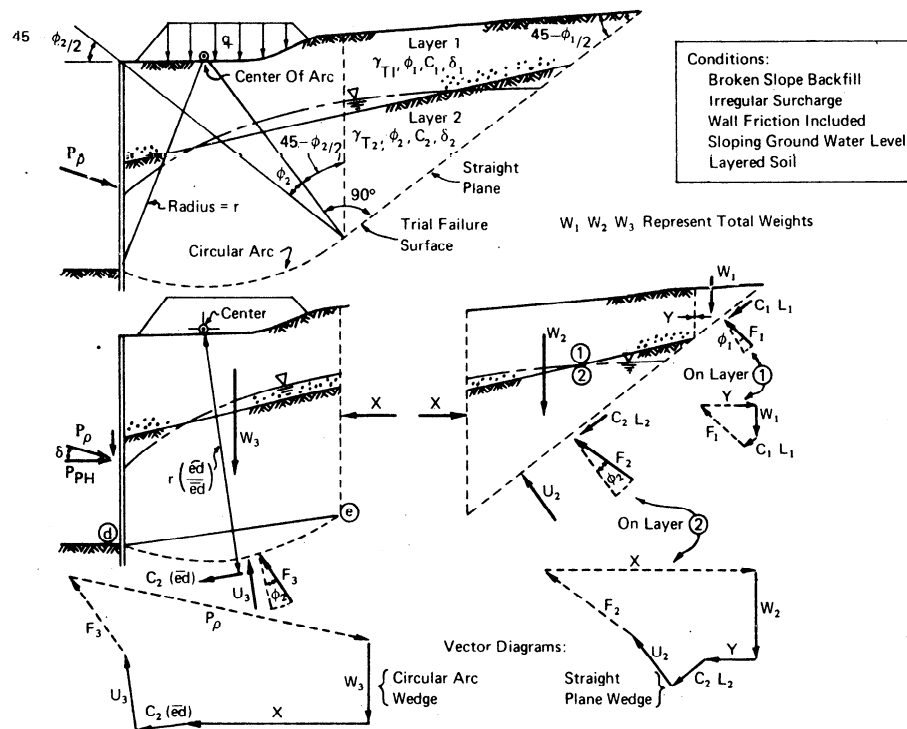 45
ϕ₂/2
q
45-ϕ₁/2
Layer 1
γT1, ϕ₁, C₁, δ₁
Center Of Arc
Layer 2
γT2, ϕ₂, C₂, δ₂
45-ϕ2/2
ϕ₂
90°
Pρ
Radius = r
Straight
Plane
Trial Failure
Surface
Circular Arc
Conditions:
Broken Slope Backfill
Irregular Surcharge
Wall Friction Included
Sloping Ground Water Level
Layered Soil
W₁ W₂ W₃ Represent Total Weights
Center
X
W₃
Pρ
δ
PPH
r (e͡d/e̅d̅)
d
e
C₂ (e̅d̅)
U₃
F₃
ϕ₂
W₁
C₁ L₁
Y
F₁
ϕ₁
W₂
1
2
On Layer 1
Y
W₁
F₁
C₁ L₁
X
C₂ L₂
F₂
ϕ₂
U₂
On Layer 2
Pρ
F₃
U₃
C₂ (e̅d̅)
X
W₃
Vector Diagrams:
Circular Arc
Wedge
Straight
Plane Wedge
X
F₂
W₂
U₂
Y
C₂ L₂